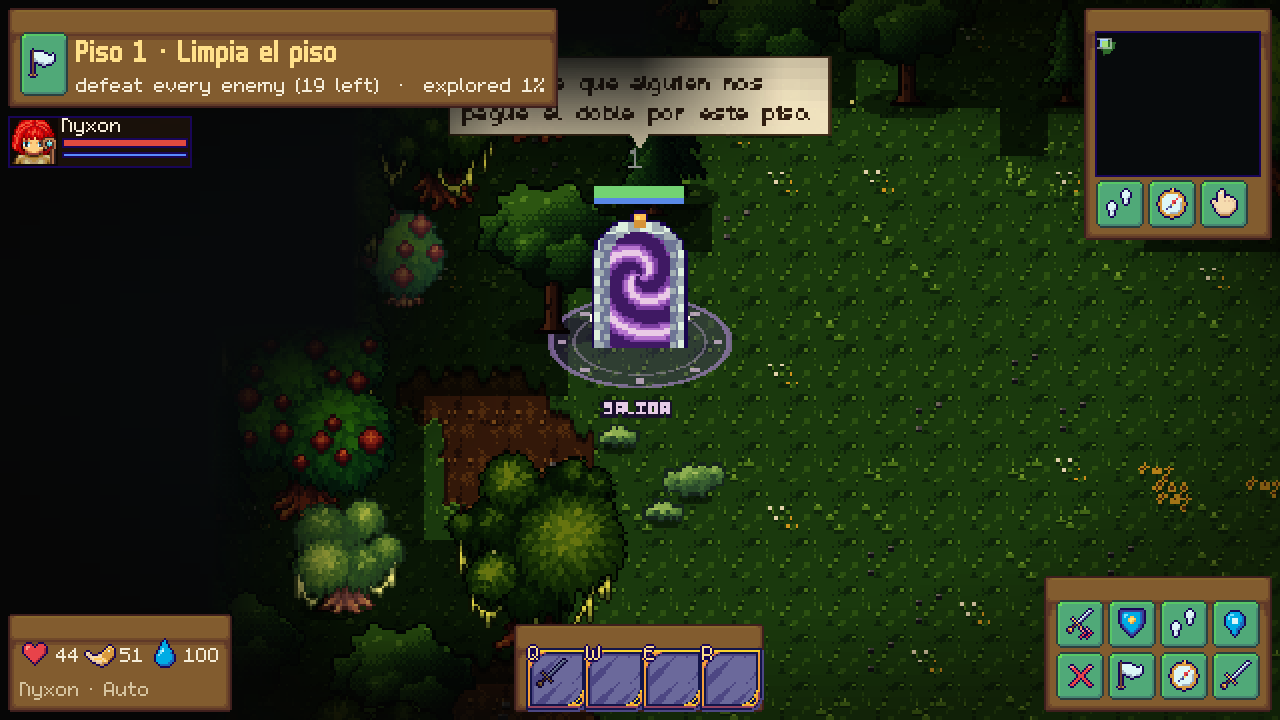 Piso 1 · Limpia el piso
defeat every enemy (19 left) · explored 1%
que alguien nos
pague el doble por este piso
Nyxon
1
SALIDA
44 51 100
Nyxon · Auto
Q W E R